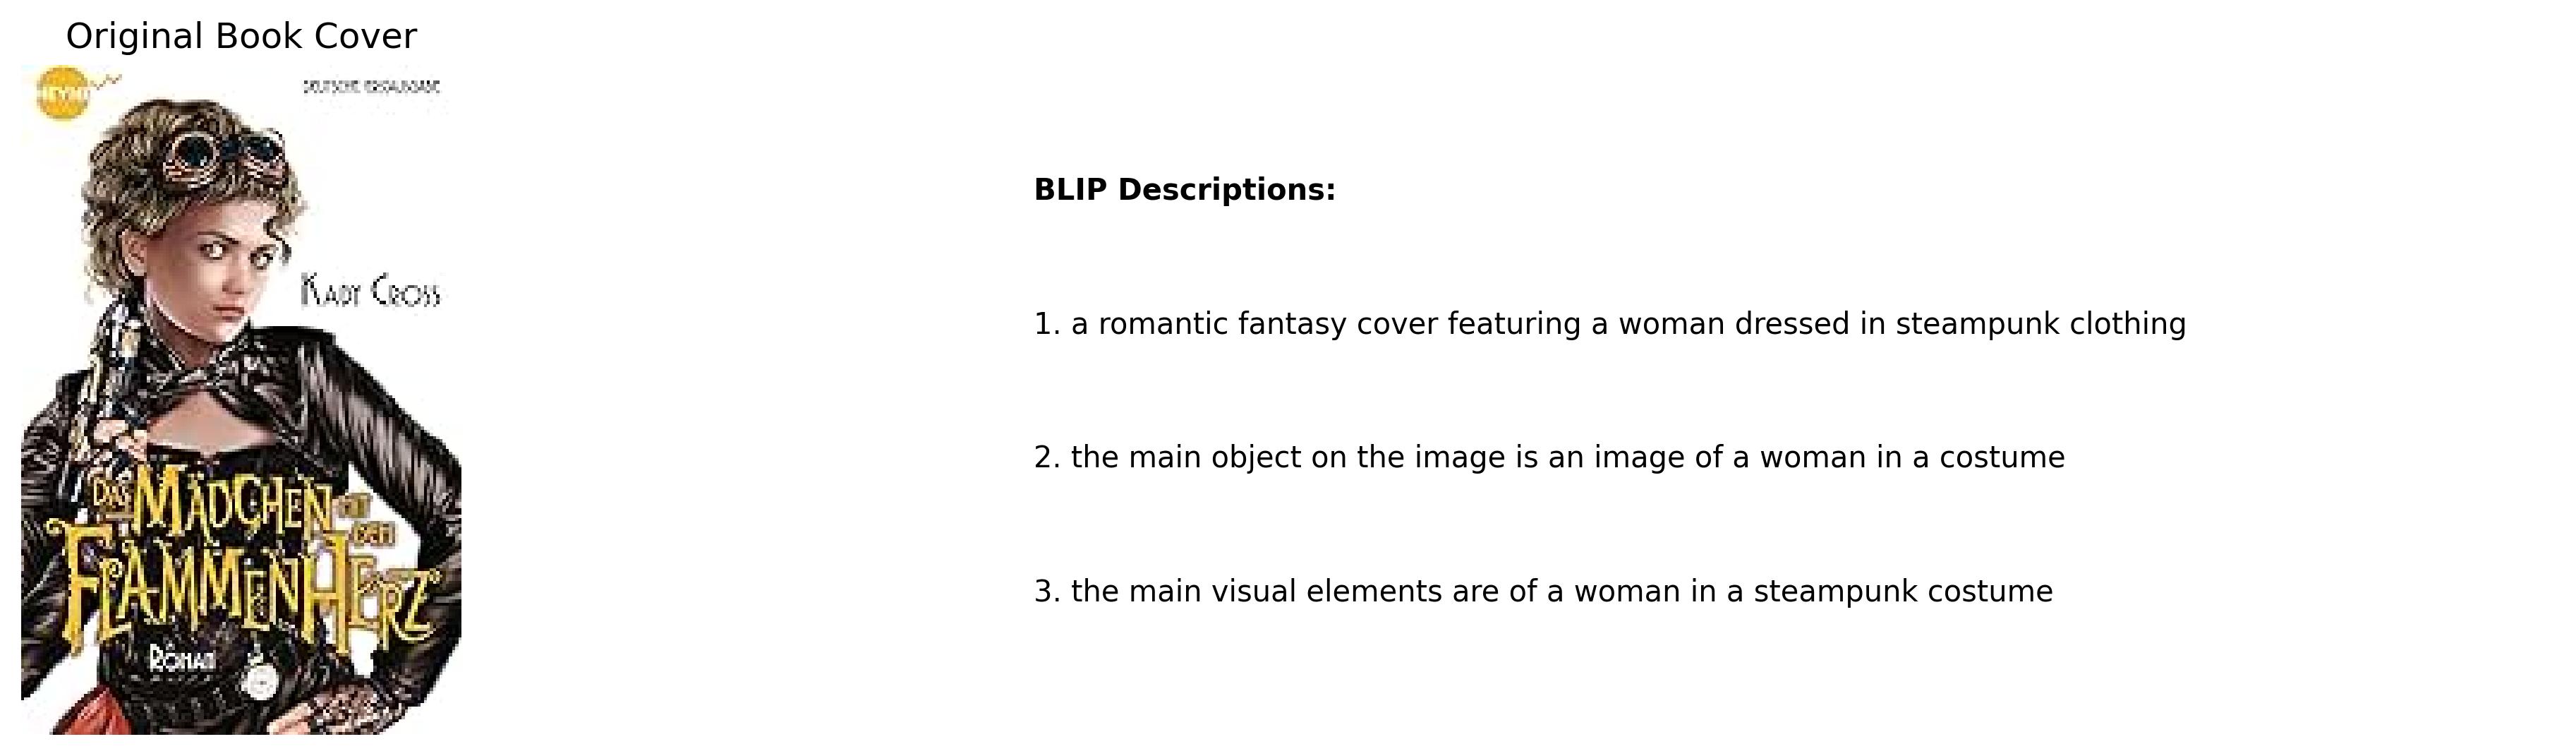 Original Book Cover
HEYNE
DEUTSCHE ERSTAUSGABE
KADY CROSS
DAS MÄDCHEN MIT
DEM
FLAMMENHERZ
ROMAN
BLIP Descriptions:
1. a romantic fantasy cover featuring a woman dressed in steampunk clothing
2. the main object on the image is an image of a woman in a costume
3. the main visual elements are of a woman in a steampunk costume